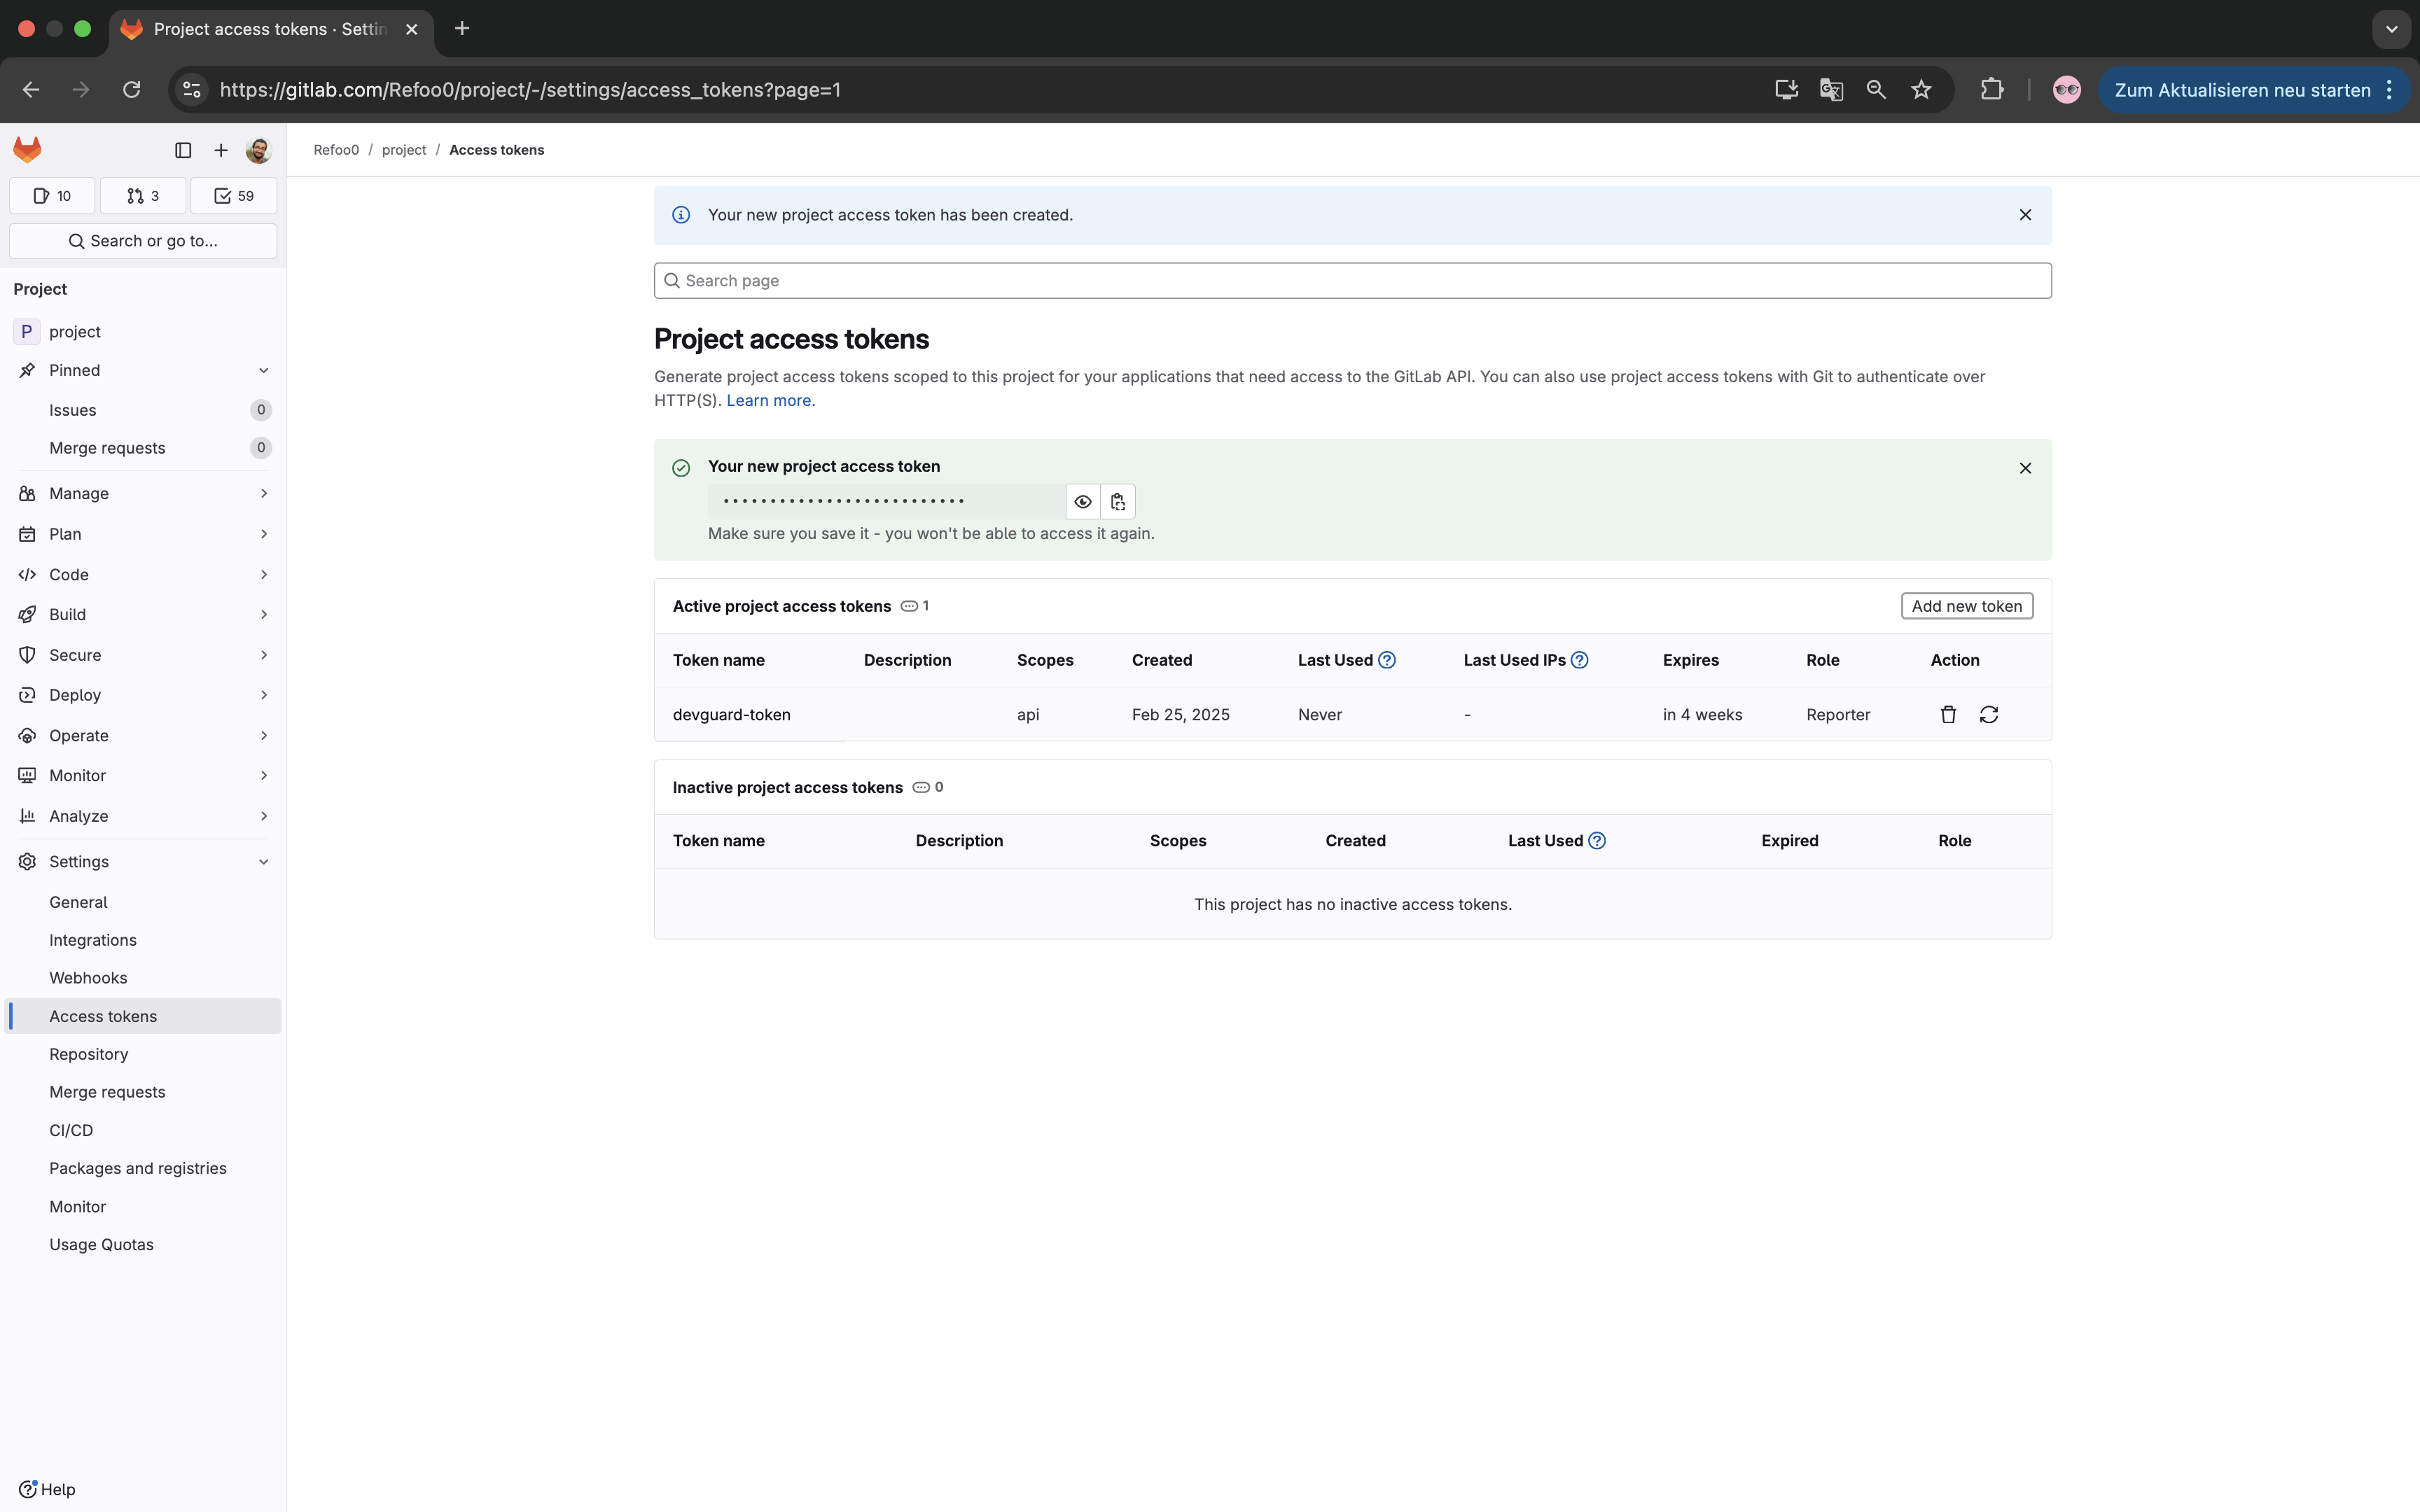 Project access tokens · Settin
https://gitlab.com/Refoo0/project/-/settings/access_tokens?page=1
Zum Aktualisieren neu starten
10
3
59
Search or go to...
Project
P project
Pinned
Issues 0
Merge requests 0
Manage
Plan
Code
Build
Secure
Deploy
Operate
Monitor
Analyze
Settings
General
Integrations
Webhooks
Access tokens
Repository
Merge requests
CI/CD
Packages and registries
Monitor
Usage Quotas
Help
Refoo0 / project / Access tokens
Your new project access token has been created.
Search page
Project access tokens
Generate project access tokens scoped to this project for your applications that need access to the GitLab API. You can also use project access tokens with Git to authenticate over
HTTP(S). Learn more.
Your new project access token
Make sure you save it - you won't be able to access it again.
Active project access tokens 1
Add new token
Token name Description Scopes Created Last Used Last Used IPs Expires Role Action
devguard-token api Feb 25, 2025 Never - in 4 weeks Reporter
Inactive project access tokens 0
Token name Description Scopes Created Last Used Expired Role
This project has no inactive access tokens.